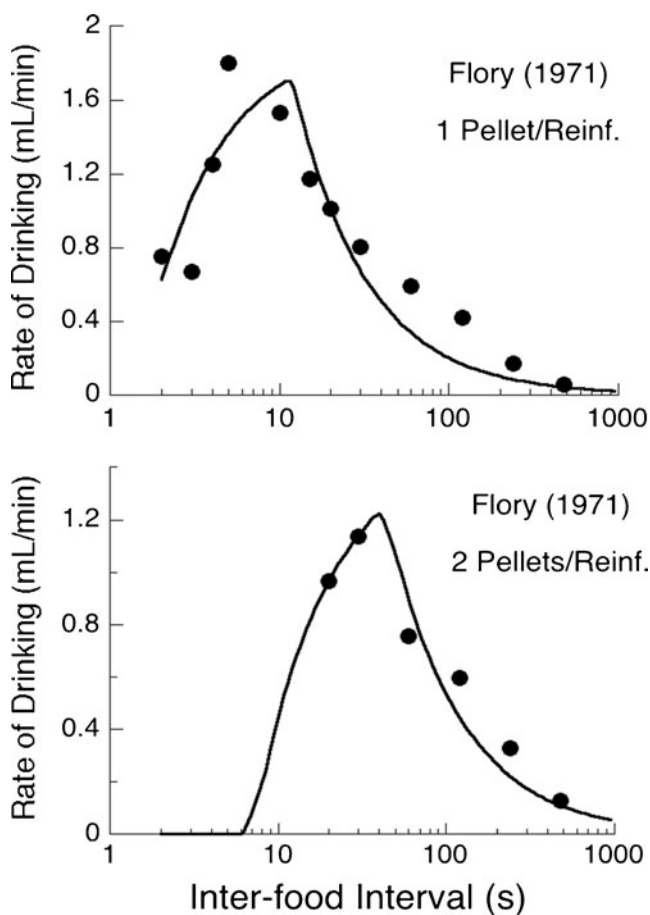 Rate of Drinking (mL/min)
2
1.6
1.2
0.8
0.4
0
Flory (1971)
1 Pellet/Reinf.
1 10 100 1000
Rate of Drinking (mL/min)
1.2
0.8
0.4
0
Flory (1971)
2 Pellets/Reinf.
1 10 100 1000
Inter-food Interval (s)